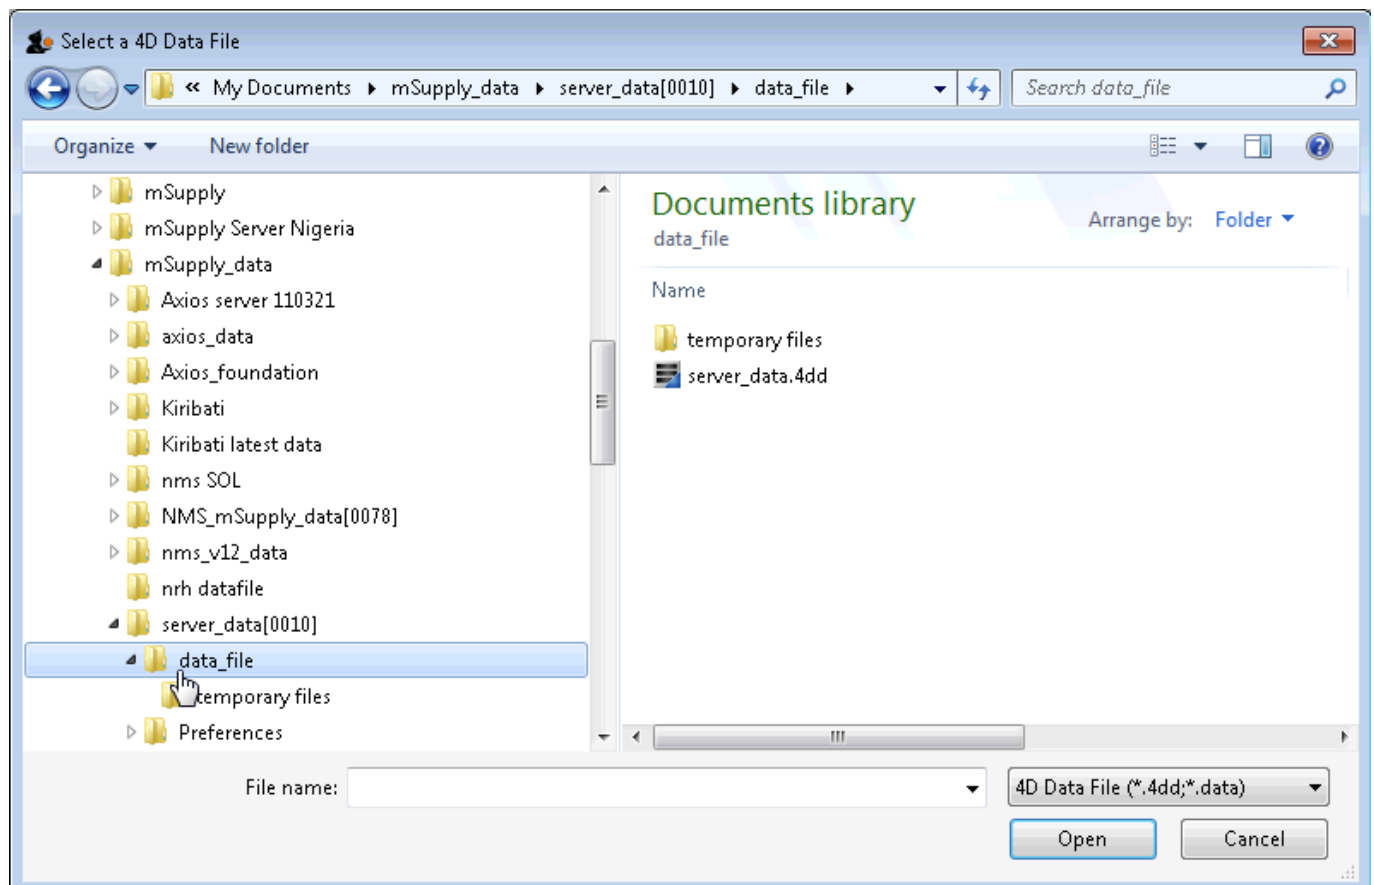 Select a 4D Data File
« My Documents mSupply_data server_data[0010] data_file
Search data_file
Organize New folder
mSupply
mSupply Server Nigeria
mSupply_data
Axios server 110321
axios_data
Axios_foundation
Kiribati
Kiribati latest data
nms SOL
NMS_mSupply_data[0078]
nms_v12_data
nrh datafile
server_data[0010]
data_file
temporary files
Preferences
Documents library
data_file
Arrange by: Folder
Name
temporary files
server_data.4dd
File name:
4D Data File (*.4dd;*.data)
Open Cancel